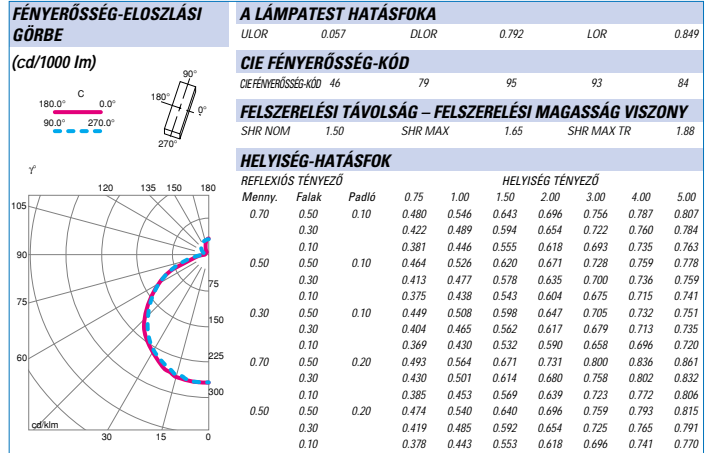 FÉNYERŐSSÉG-ELOSZLÁSI
GÖRBE
(cd/1000 lm)
90°
180°
0°
270°
C
180.0° 0.0°
90.0° 270.0°
γ°
120 135 150 180
105
90
75
60
75
150
225
300
cd/klm
30 15 0
A LÁMPATEST HATÁSFOKA
ULOR 0.057 DLOR 0.792 LOR 0.849
CIE FÉNYERŐSSÉG-KÓD
CIE FÉNYERŐSSÉG-KÓD 46 79 95 93 84
FELSZERELÉSI TÁVOLSÁG – FELSZERELÉSI MAGASSÁG VISZONY
SHR NOM 1.50 SHR MAX 1.65 SHR MAX TR 1.88
HELYISÉG-HATÁSFOK
REFLEXIÓS TÉNYEZŐ HELYISÉG TÉNYEZŐ
Menny. Falak Padló 0.75 1.00 1.50 2.00 3.00 4.00 5.00
0.70 0.50 0.10 0.480 0.546 0.643 0.696 0.756 0.787 0.807
0.30 0.422 0.489 0.594 0.654 0.722 0.760 0.784
0.10 0.381 0.446 0.555 0.618 0.693 0.735 0.763
0.50 0.50 0.10 0.464 0.526 0.620 0.671 0.728 0.759 0.778
0.30 0.413 0.477 0.578 0.635 0.700 0.736 0.759
0.10 0.375 0.438 0.543 0.604 0.675 0.715 0.741
0.30 0.50 0.10 0.449 0.508 0.598 0.647 0.705 0.732 0.751
0.30 0.404 0.465 0.562 0.617 0.679 0.713 0.735
0.10 0.369 0.430 0.532 0.590 0.658 0.696 0.720
0.70 0.50 0.20 0.493 0.564 0.671 0.731 0.800 0.836 0.861
0.30 0.430 0.501 0.614 0.680 0.758 0.802 0.832
0.10 0.385 0.453 0.569 0.639 0.723 0.772 0.806
0.50 0.50 0.20 0.474 0.540 0.640 0.696 0.759 0.793 0.815
0.30 0.419 0.485 0.592 0.654 0.725 0.765 0.791
0.10 0.378 0.443 0.553 0.618 0.696 0.741 0.770